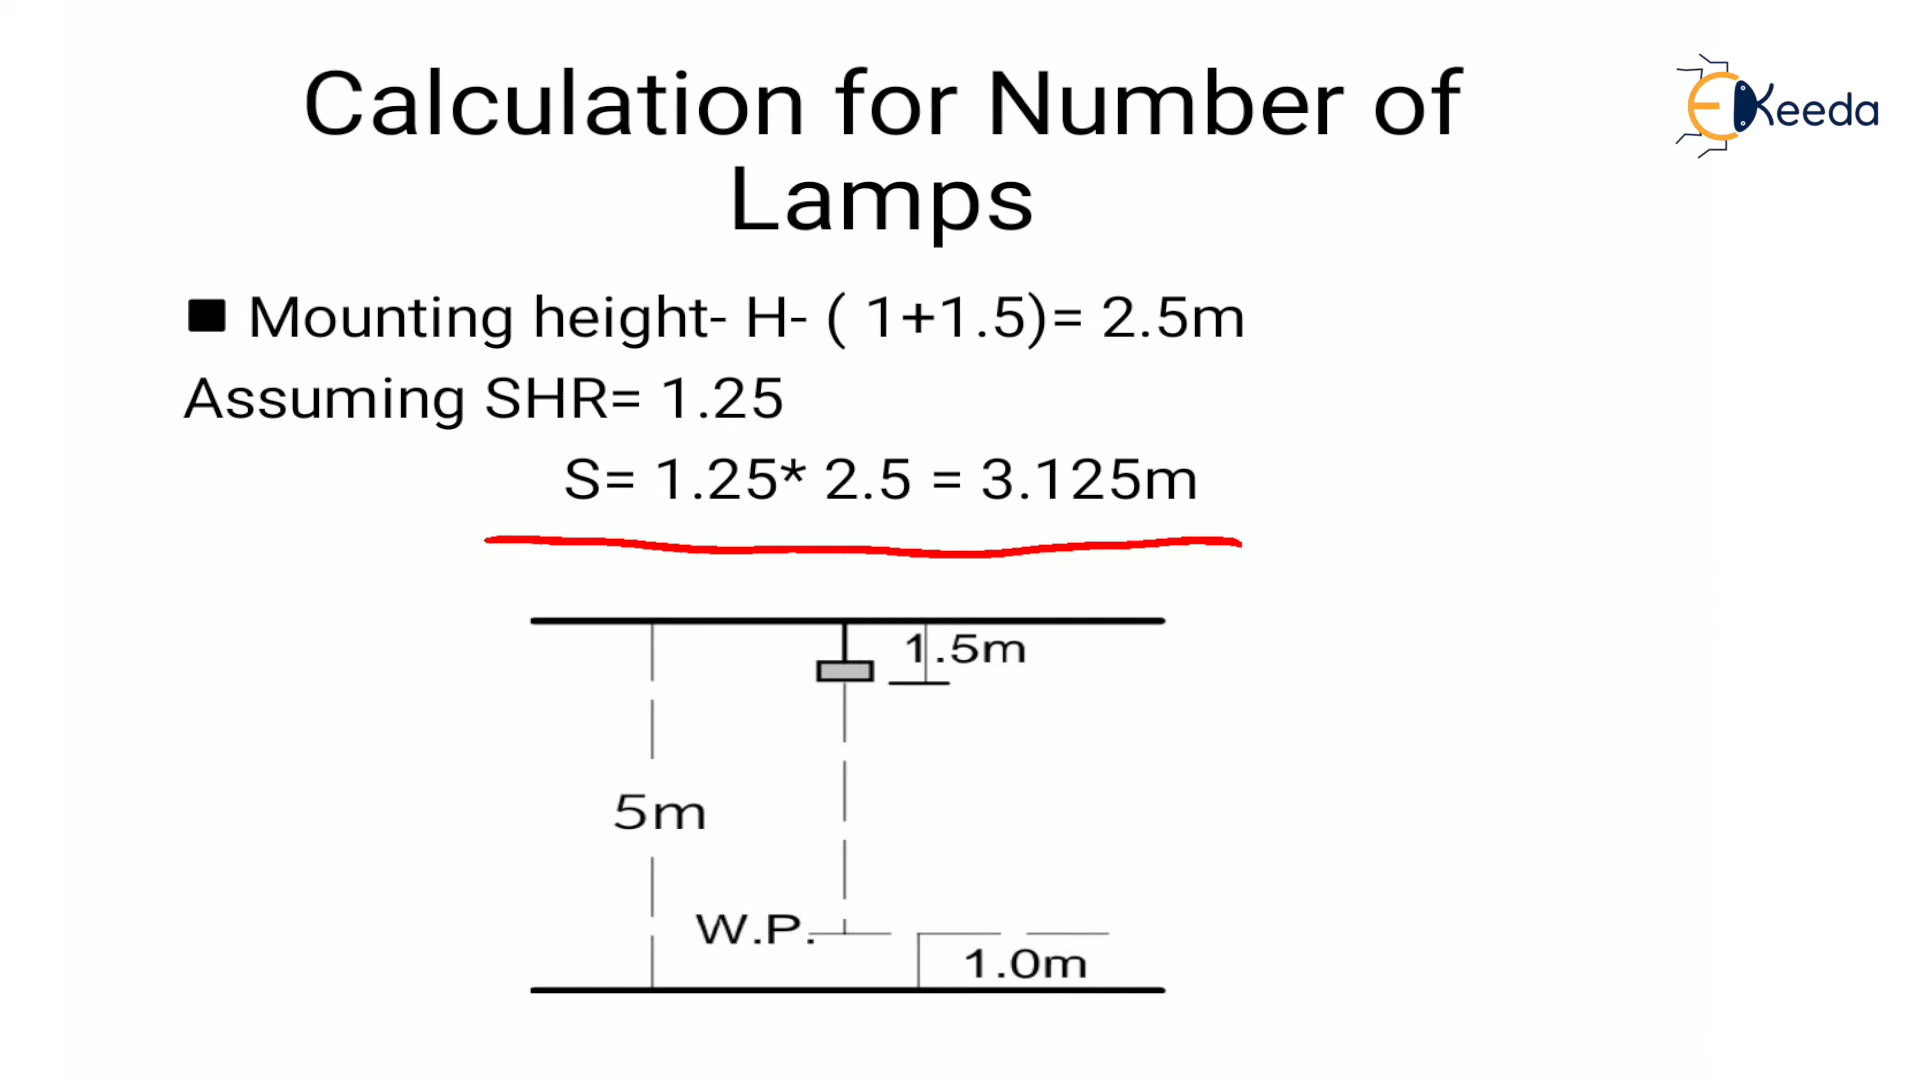 Calculation for Number of
Lamps
EKeeda
Mounting height- H- ( 1+1.5)= 2.5m
Assuming SHR= 1.25
S= 1.25* 2.5 = 3.125m
1.5m
5m
W.P.
1.0m